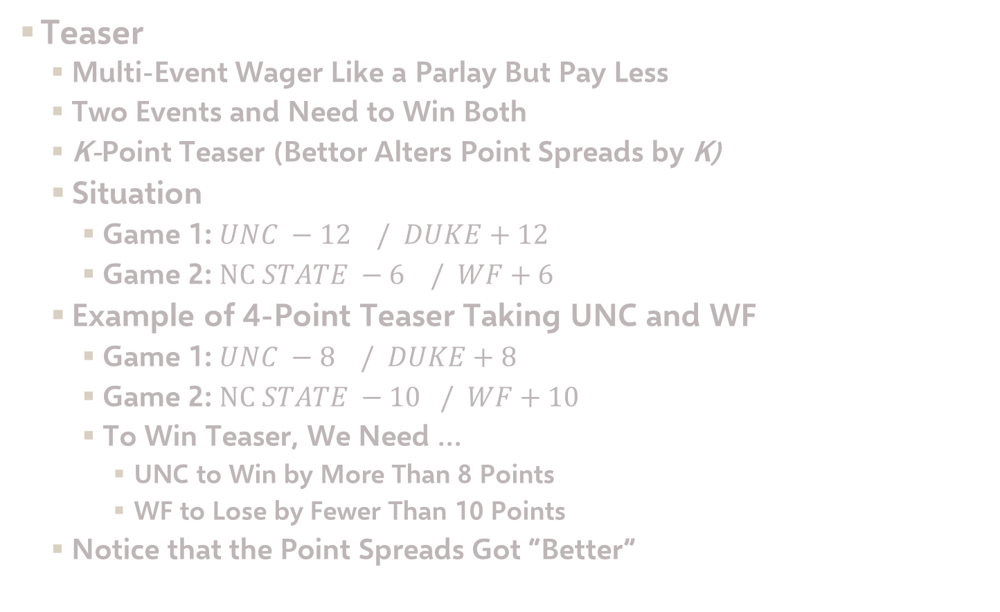 ▪ Teaser
▪ Multi-Event Wager Like a Parlay But Pay Less
▪ Two Events and Need to Win Both
▪ K-Point Teaser (Bettor Alters Point Spreads by K)
▪ Situation
▪ Game 1: UNC − 12 / DUKE + 12
▪ Game 2: NC STATE − 6 / WF + 6
▪ Example of 4-Point Teaser Taking UNC and WF
▪ Game 1: UNC − 8 / DUKE + 8
▪ Game 2: NC STATE − 10 / WF + 10
▪ To Win Teaser, We Need …
▪ UNC to Win by More Than 8 Points
▪ WF to Lose by Fewer Than 10 Points
▪ Notice that the Point Spreads Got “Better”